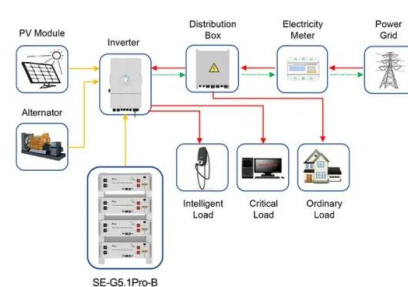 PV Module
Inverter
Distribution
Box
Electricity
Meter
Power
Grid
Alternator
Intelligent
Load
Critical
Load
Ordinary
Load
SE-G5.1Pro-B